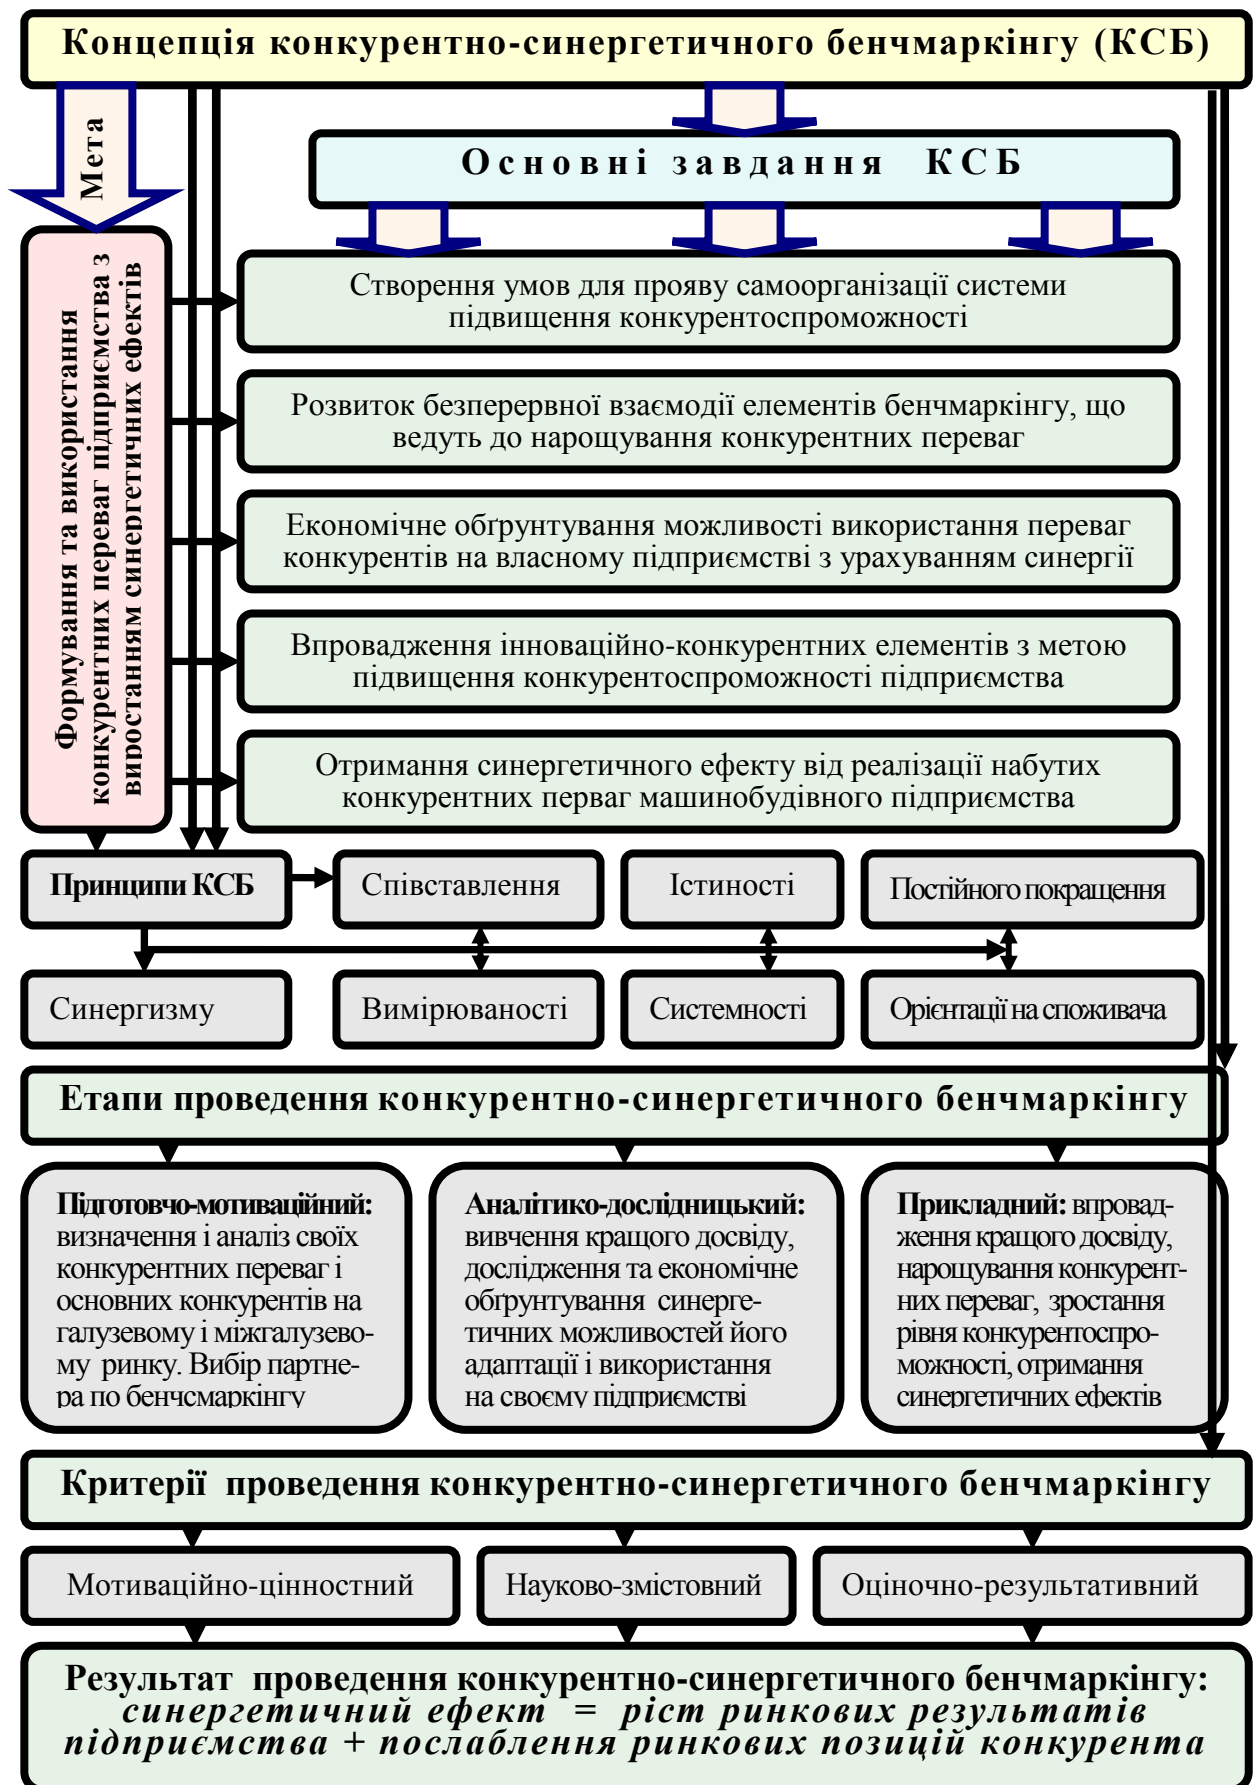 Концепція конкурентно-синергетичного бенчмаркінгу (КСБ)
Мета
Основні завдання КСБ
Формування та використання
конкурентних переваг підприємства з
виростанням синергетичних ефектів
Створення умов для прояву самоорганізації системи
підвищення конкурентоспроможності
Розвиток безперервної взаємодії елементів бенчмаркінгу, що
ведуть до нарощування конкурентних переваг
Економічне обґрунтування можливості використання переваг
конкурентів на власному підприємстві з урахуванням синергії
Впровадження інноваційно-конкурентних елементів з метою
підвищення конкурентоспроможності підприємства
Отримання синергетичного ефекту від реалізації набутих
конкурентних перваг машинобудівного підприємства
Принципи КСБ
Співставлення
Істиності
Постійного покращення
Синергизму
Вимірюваності
Системності
Орієнтації на споживача
Етапи проведення конкурентно-синергетичного бенчмаркінгу
Підготовчо-мотиваційний:
визначення і аналіз своїх
конкурентних переваг і
основних конкурентів на
галузевому і міжгалузево-
му ринку. Вибір партне-
ра по бенчсмаркінгу
Аналітико-дослідницький:
вивчення кращого досвіду,
дослідження та економічне
обґрунтування синерге-
тичних можливостей його
адаптації і використання
на своєму підприємстві
Прикладний: впровад-
ження кращого досвіду,
нарощування конкурент-
них переваг, зростання
рівня конкурентоспро-
можності, отримання
синергетичних ефектів
Критерії проведення конкурентно-синергетичного бенчмаркінгу
Мотиваційно-цінностний
Науково-змістовний
Оціночно-результативний
Результат проведення конкурентно-синергетичного бенчмаркінгу:
синергетичний ефект = ріст ринкових результатів
підприємства + послаблення ринкових позицій конкурента